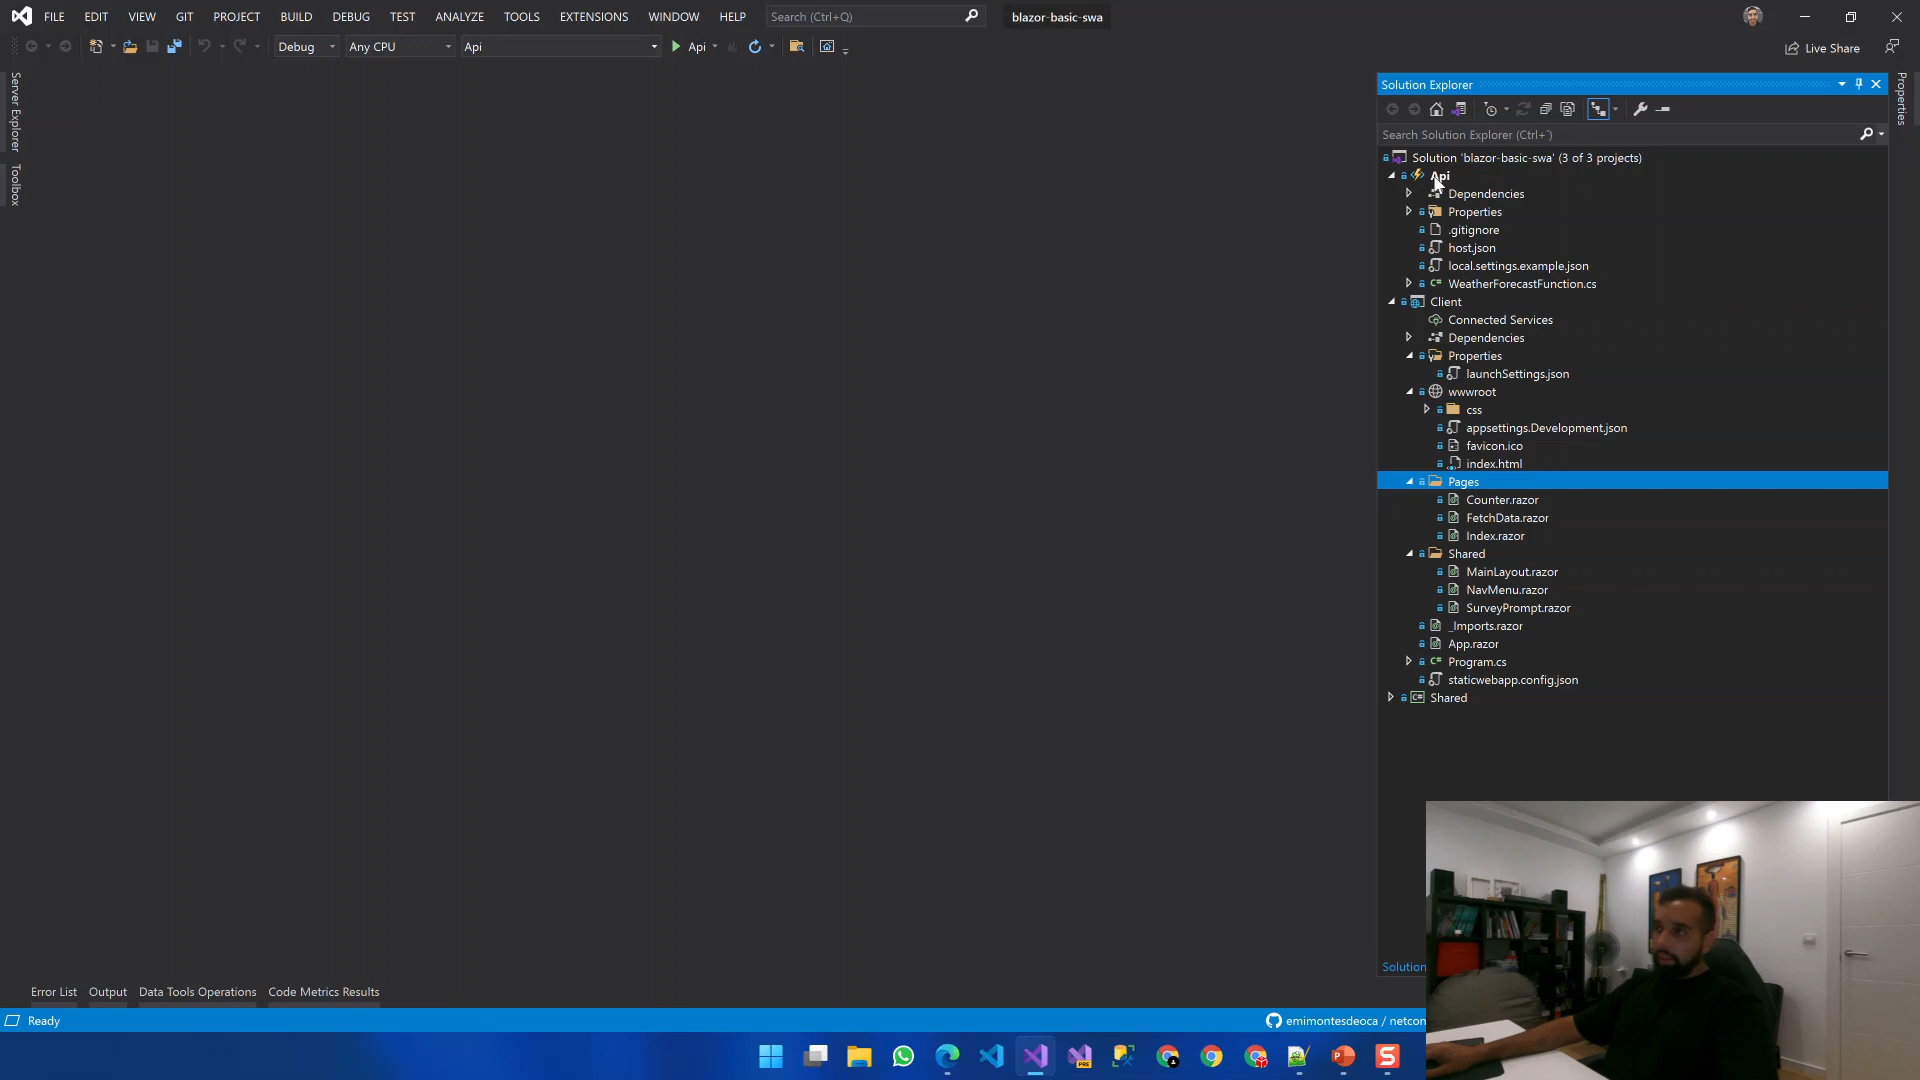 FILE EDIT VIEW GIT PROJECT BUILD DEBUG TEST ANALYZE TOOLS EXTENSIONS WINDOW HELP Search (Ctrl+Q) blazor-basic-swa
Debug Any CPU Api Api Live Share
Server Explorer
Toolbox
Properties
Solution Explorer
Search Solution Explorer (Ctrl+¨)
Solution 'blazor-basic-swa' (3 of 3 projects)
Api
Dependencies
Properties
.gitignore
host.json
local.settings.example.json
C# WeatherForecastFunction.cs
Client
Connected Services
Dependencies
Properties
launchSettings.json
wwwroot
css
appsettings.Development.json
favicon.ico
index.html
Pages
Counter.razor
FetchData.razor
Index.razor
Shared
MainLayout.razor
NavMenu.razor
SurveyPrompt.razor
_Imports.razor
App.razor
C# Program.cs
staticwebapp.config.json
C# Shared
Solution
Error List Output Data Tools Operations Code Metrics Results
Ready emimontesdeoca / netcon
PRE